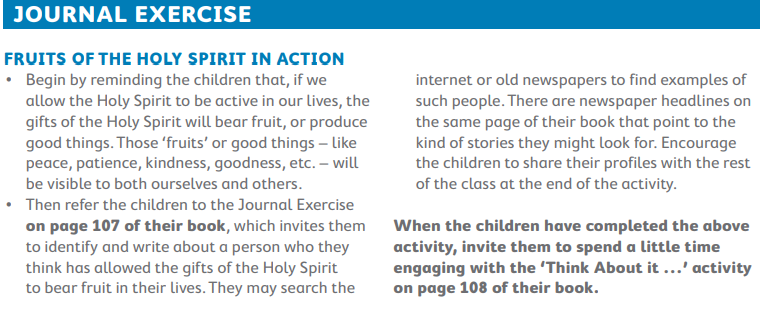 JOURNAL EXERCISE
FRUITS OF THE HOLY SPIRIT IN ACTION
• Begin by reminding the children that, if we
allow the Holy Spirit to be active in our lives, the
gifts of the Holy Spirit will bear fruit, or produce
good things. Those ‘fruits’ or good things – like
peace, patience, kindness, goodness, etc. – will
be visible to both ourselves and others.
• Then refer the children to the Journal Exercise
on page 107 of their book, which invites them
to identify and write about a person who they
think has allowed the gifts of the Holy Spirit
to bear fruit in their lives. They may search the
internet or old newspapers to find examples of
such people. There are newspaper headlines on
the same page of their book that point to the
kind of stories they might look for. Encourage
the children to share their profiles with the rest
of the class at the end of the activity.
When the children have completed the above
activity, invite them to spend a little time
engaging with the ‘Think About it ...’ activity
on page 108 of their book.